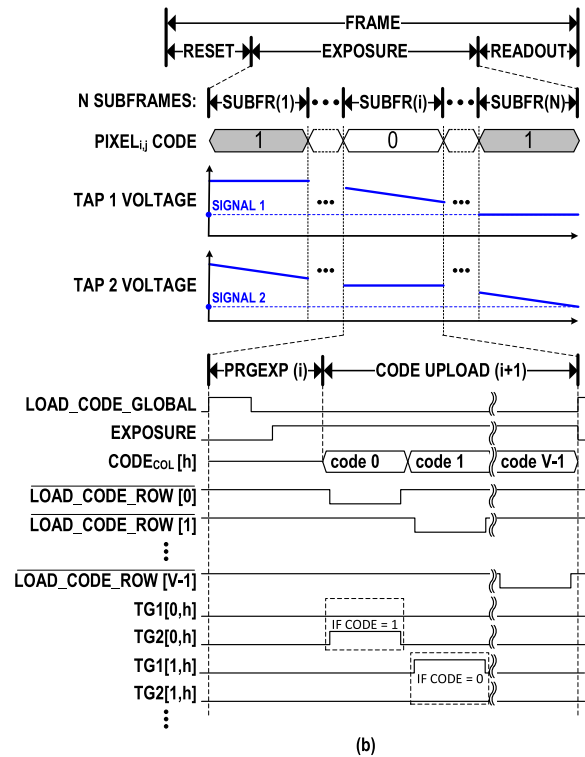 FRAME
RESET EXPOSURE READOUT
N SUBFRAMES: SUBFR(1) ••• SUBFR(i) ••• SUBFR(N)
PIXELi,j CODE 1 0 1
TAP 1 VOLTAGE SIGNAL 1 ••• •••
TAP 2 VOLTAGE SIGNAL 2 ••• •••
PRGEXP (i) CODE UPLOAD (i+1)
LOAD_CODE_GLOBAL
EXPOSURE
CODECOL [h] code 0 code 1 code V-1
LOAD_CODE_ROW [0]
LOAD_CODE_ROW [1]
LOAD_CODE_ROW [V-1]
TG1[0,h]
TG2[0,h] IF CODE = 1
TG1[1,h]
TG2[1,h] IF CODE = 0
(b)